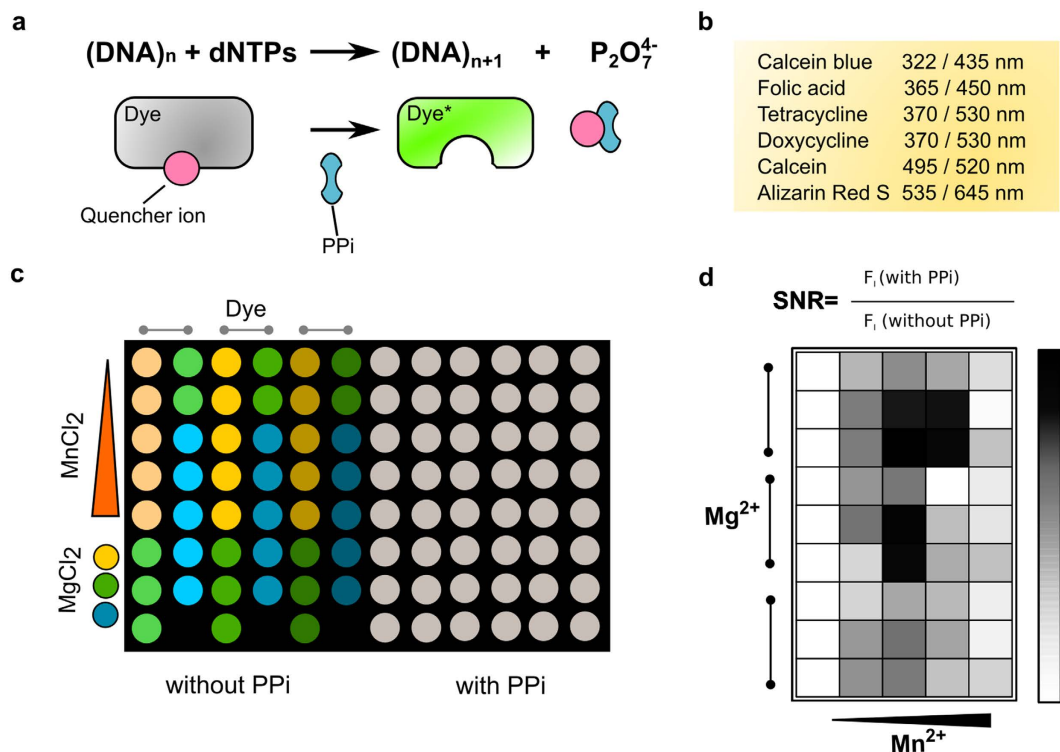 a
(DNA)n + dNTPs (DNA)n+1 + P2O7 4-
Dye
Dye*
Quencher ion
PPi
b
Calcein blue 322 / 435 nm
Folic acid 365 / 450 nm
Tetracycline 370 / 530 nm
Doxycycline 370 / 530 nm
Calcein 495 / 520 nm
Alizarin Red S 535 / 645 nm
c
Dye
MnCl2
MgCl2
without PPi
with PPi
d
SNR=
FI (with PPi)
FI (without PPi)
Mg2+
Mn2+